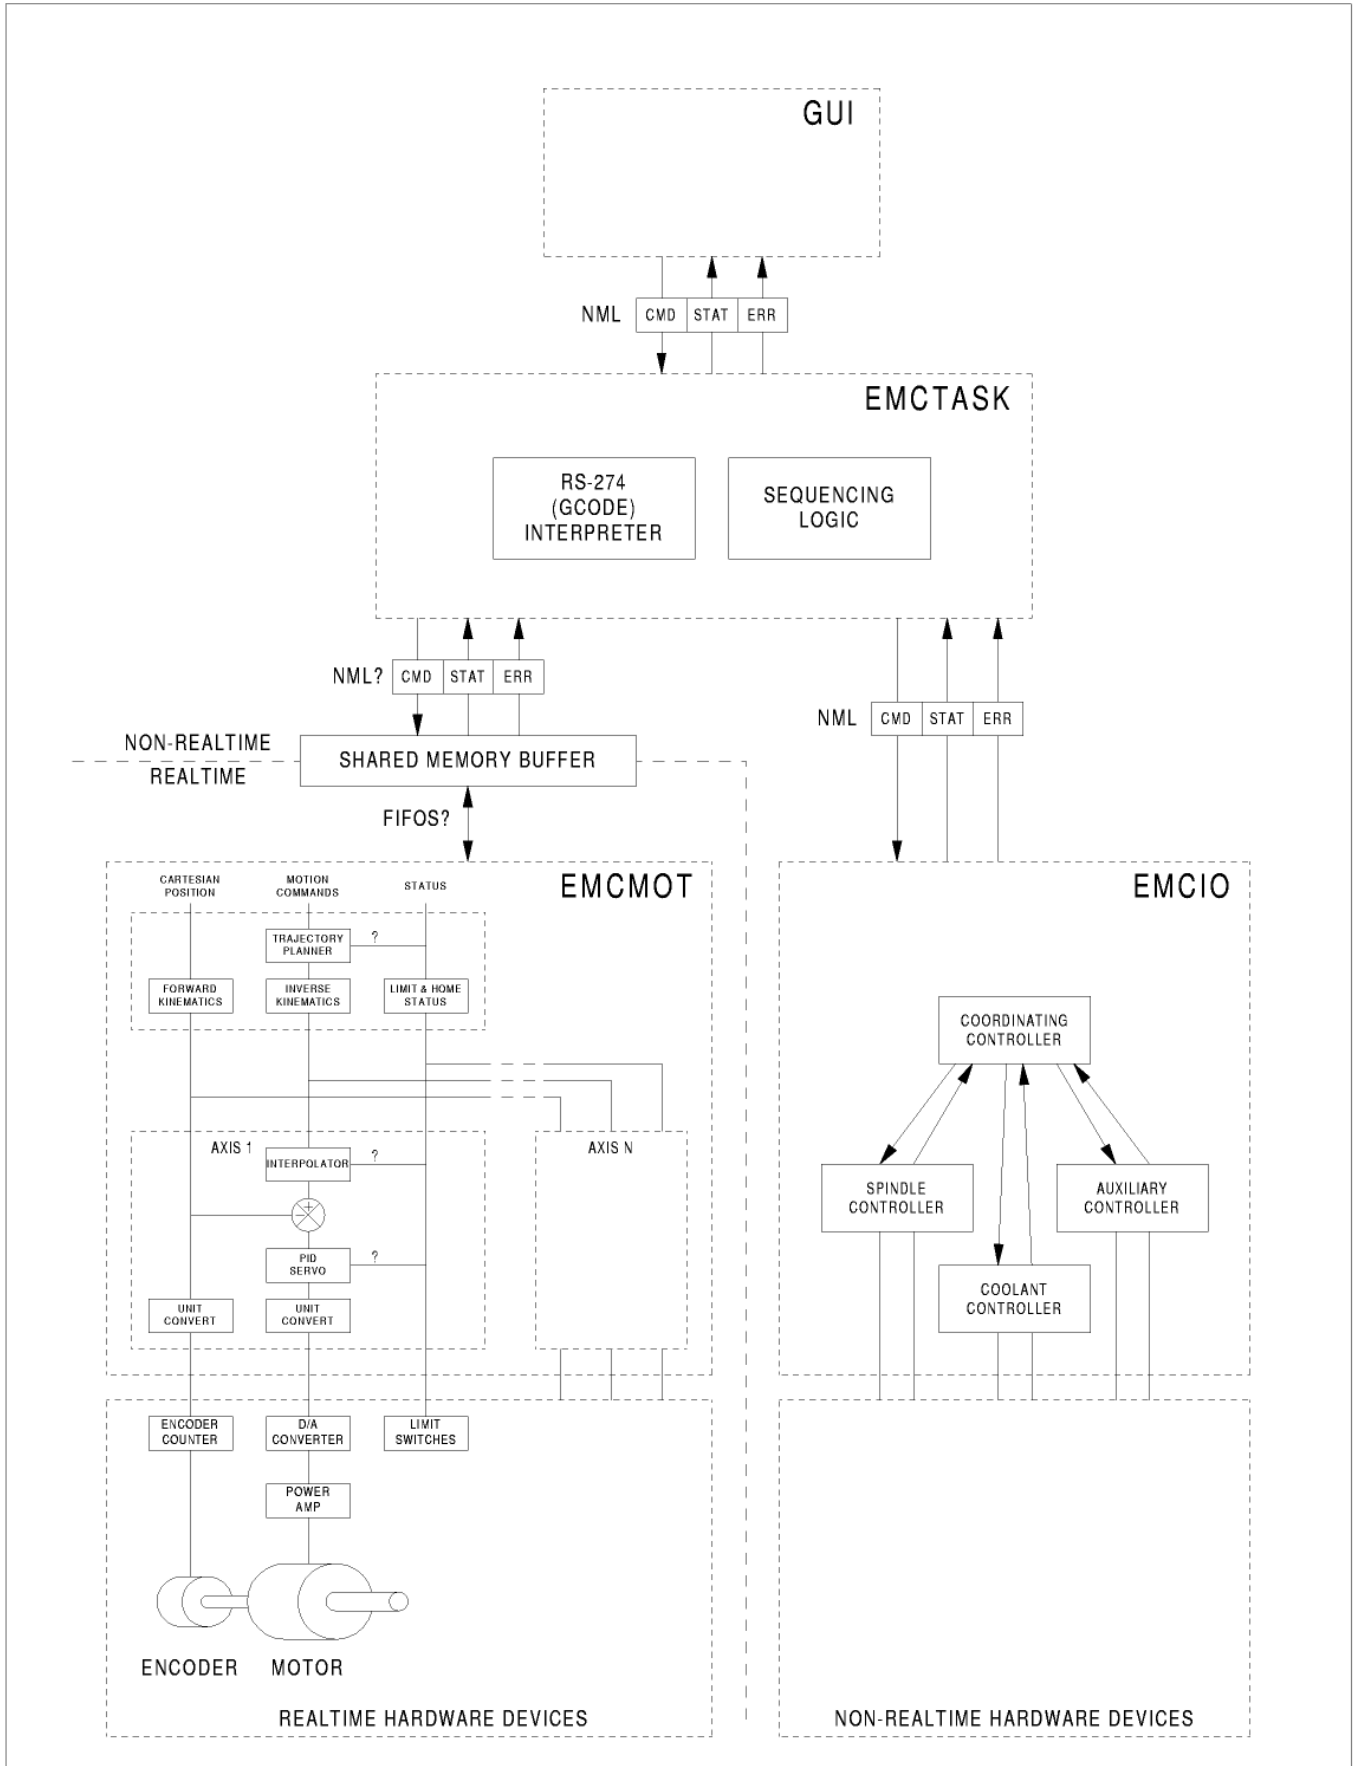 GUI
NML
CMD
STAT
ERR
EMCTASK
RS-274
(GCODE)
INTERPRETER
SEQUENCING
LOGIC
NML?
CMD
STAT
ERR
NML
CMD
STAT
ERR
NON-REALTIME
REALTIME
SHARED MEMORY BUFFER
FIFOS?
EMCMOT
CARTESIAN
POSITION
MOTION
COMMANDS
STATUS
TRAJECTORY
PLANNER
?
FORWARD
KINEMATICS
INVERSE
KINEMATICS
LIMIT & HOME
STATUS
AXIS 1
INTERPOLATOR
?
+
−
PID
SERVO
?
UNIT
CONVERT
UNIT
CONVERT
AXIS N
EMCIO
COORDINATING
CONTROLLER
SPINDLE
CONTROLLER
AUXILIARY
CONTROLLER
COOLANT
CONTROLLER
ENCODER
COUNTER
D/A
CONVERTER
LIMIT
SWITCHES
POWER
AMP
ENCODER
MOTOR
REALTIME HARDWARE DEVICES
NON-REALTIME HARDWARE DEVICES